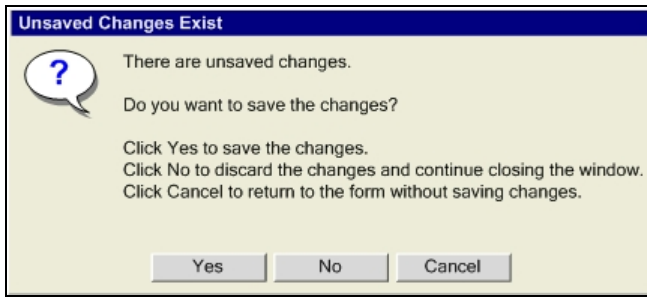 Unsaved Changes Exist
?
There are unsaved changes.
Do you want to save the changes?
Click Yes to save the changes.
Click No to discard the changes and continue closing the window.
Click Cancel to return to the form without saving changes.
Yes No Cancel